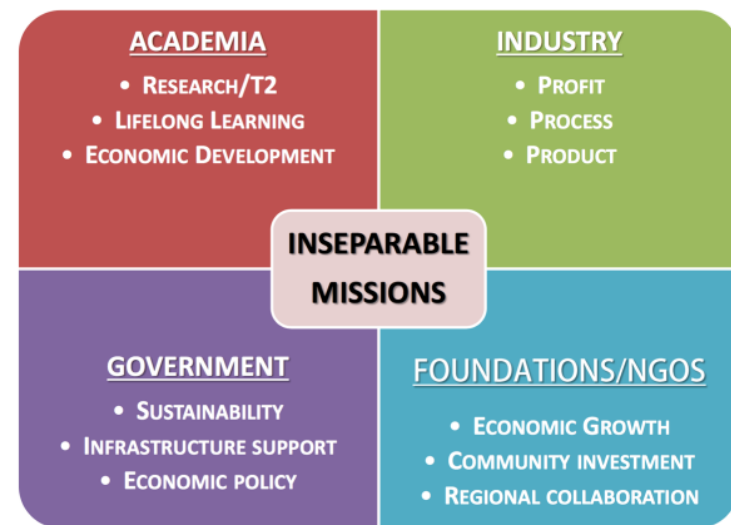 ACADEMIA
• RESEARCH/T2
• LIFELONG LEARNING
• ECONOMIC DEVELOPMENT
INDUSTRY
• PROFIT
• PROCESS
• PRODUCT
INSEPARABLE
MISSIONS
GOVERNMENT
• SUSTAINABILITY
• INFRASTRUCTURE SUPPORT
• ECONOMIC POLICY
FOUNDATIONS/NGOS
• ECONOMIC GROWTH
• COMMUNITY INVESTMENT
• REGIONAL COLLABORATION